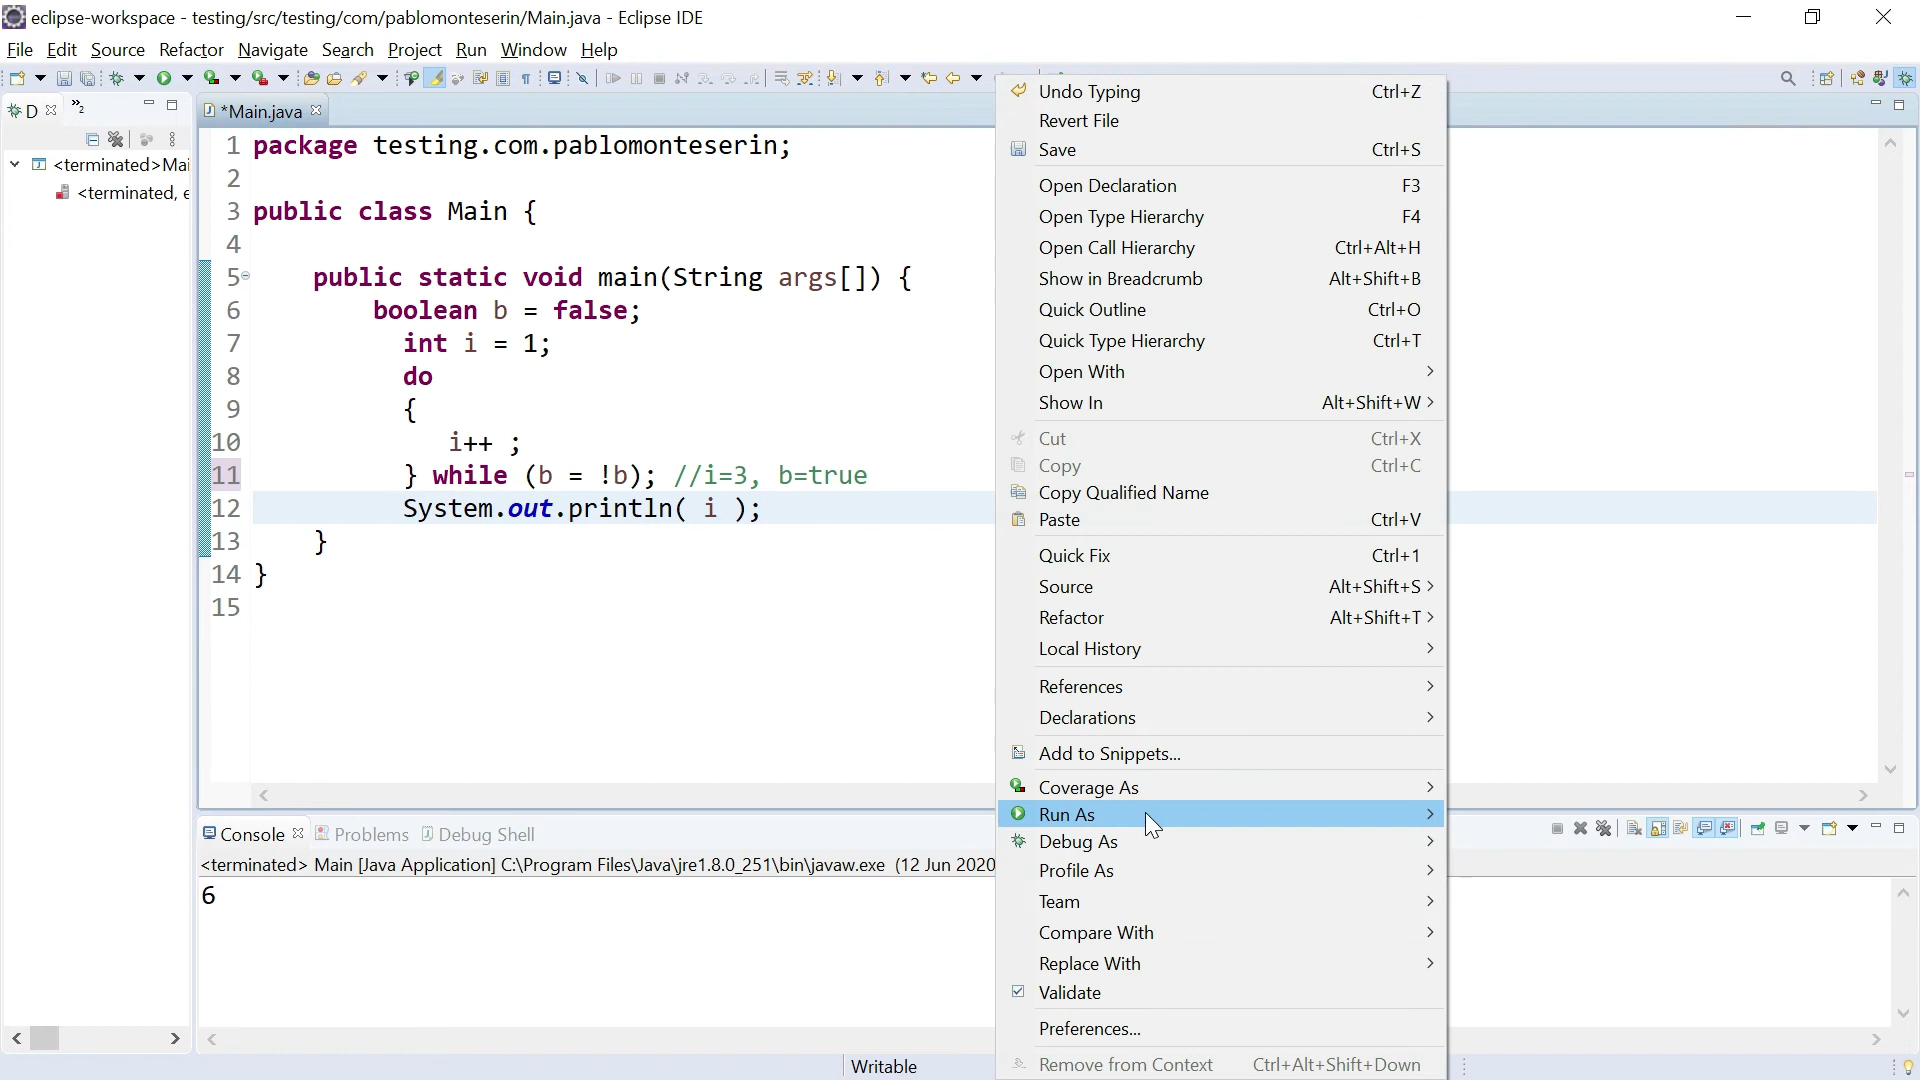 eclipse-workspace - testing/src/testing/com/pablomonteserin/Main.java - Eclipse IDE
File Edit Source Refactor Navigate Search Project Run Window Help
D
»2
*Main.java
<terminated>Mai
<terminated, e
1 package testing.com.pablomonteserin;
2
3 public class Main {
4
5 public static void main(String args[]) {
6 boolean b = false;
7 int i = 1;
8 do
9 {
10 i++ ;
11 } while (b = !b); //i=3, b=true
12 System.out.println( i );
13 }
14 }
15
Undo Typing Ctrl+Z
Revert File
Save Ctrl+S
Open Declaration F3
Open Type Hierarchy F4
Open Call Hierarchy Ctrl+Alt+H
Show in Breadcrumb Alt+Shift+B
Quick Outline Ctrl+O
Quick Type Hierarchy Ctrl+T
Open With
Show In Alt+Shift+W
Cut Ctrl+X
Copy Ctrl+C
Copy Qualified Name
Paste Ctrl+V
Quick Fix Ctrl+1
Source Alt+Shift+S
Refactor Alt+Shift+T
Local History
References
Declarations
Add to Snippets...
Coverage As
Run As
Debug As
Profile As
Team
Compare With
Replace With
Validate
Preferences...
Remove from Context Ctrl+Alt+Shift+Down
Console Problems Debug Shell
<terminated> Main [Java Application] C:\Program Files\Java\jre1.8.0_251\bin\javaw.exe (12 Jun 2020
6
Writable